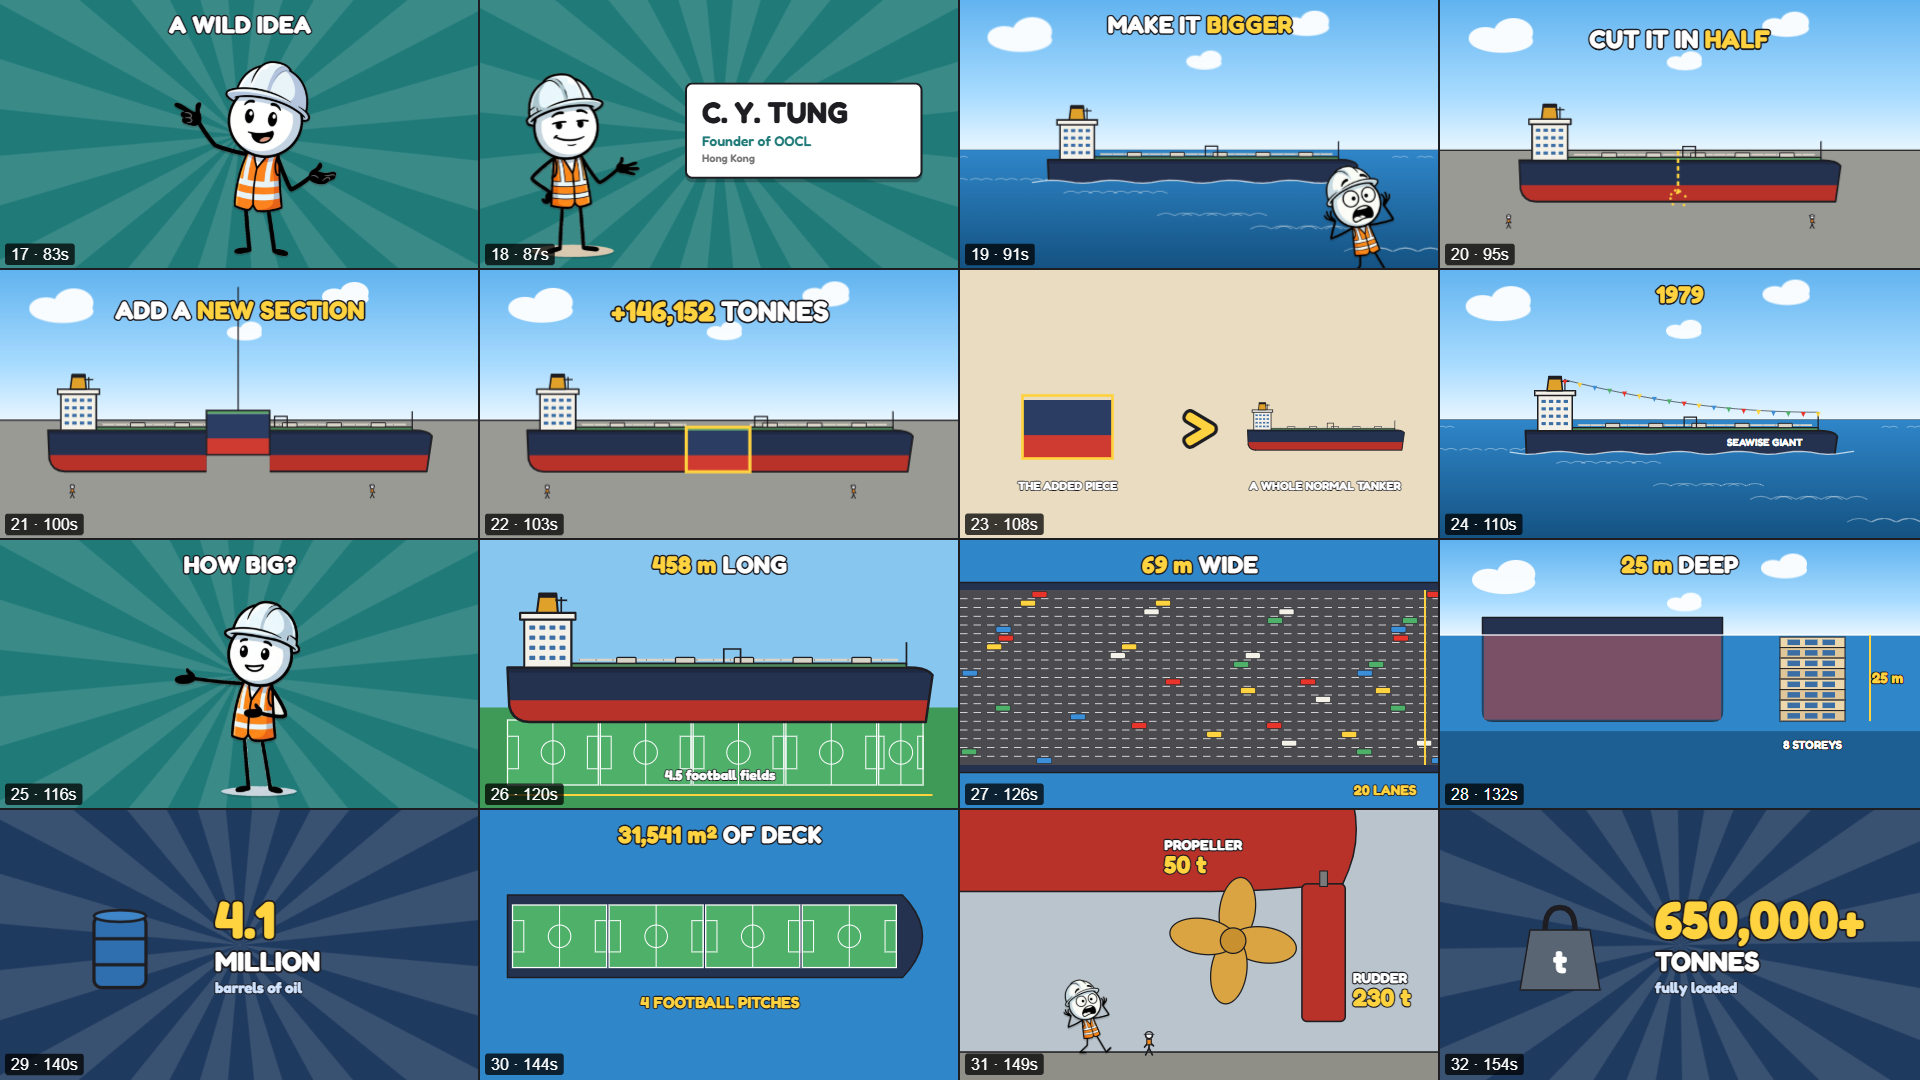 A WILD IDEA
17 · 83s
C. Y. TUNG
Founder of OOCL
Hong Kong
18 · 87s
MAKE IT BIGGER
19 · 91s
CUT IT IN HALF
20 · 95s
ADD A NEW SECTION
21 · 100s
+146,152 TONNES
22 · 103s
>
THE ADDED PIECE
A WHOLE NORMAL TANKER
23 · 108s
1979
SEAWISE GIANT
24 · 110s
HOW BIG?
25 · 116s
458 m LONG
4.5 football fields
26 · 120s
69 m WIDE
20 LANES
27 · 126s
25 m DEEP
25 m
8 STOREYS
28 · 132s
4.1
MILLION
barrels of oil
29 · 140s
31,541 m² OF DECK
4 FOOTBALL PITCHES
30 · 144s
PROPELLER
50 t
RUDDER
230 t
31 · 149s
t
650,000+
TONNES
fully loaded
32 · 154s